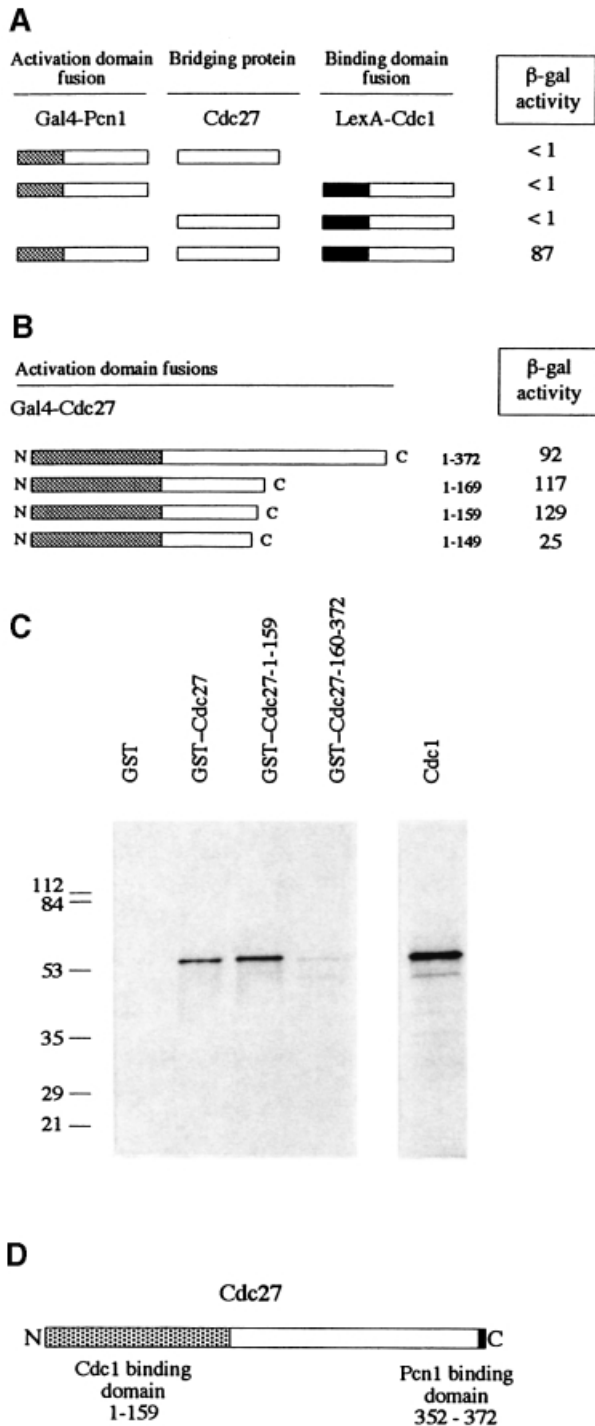 A
Activation domain fusion Bridging protein Binding domain fusion β-gal activity
Gal4-Pcn1 Cdc27 LexA-Cdc1
< 1
< 1
< 1
87
B
Activation domain fusions β-gal activity
Gal4-Cdc27
N C 1-372 92
N C 1-169 117
N C 1-159 129
N C 1-149 25
C
GST GST–Cdc27 GST–Cdc27-1-159 GST–Cdc27-160-372 Cdc1
112
84
53
35
29
21
D
Cdc27
N C
Cdc1 binding domain 1-159
Pcn1 binding domain 352 - 372